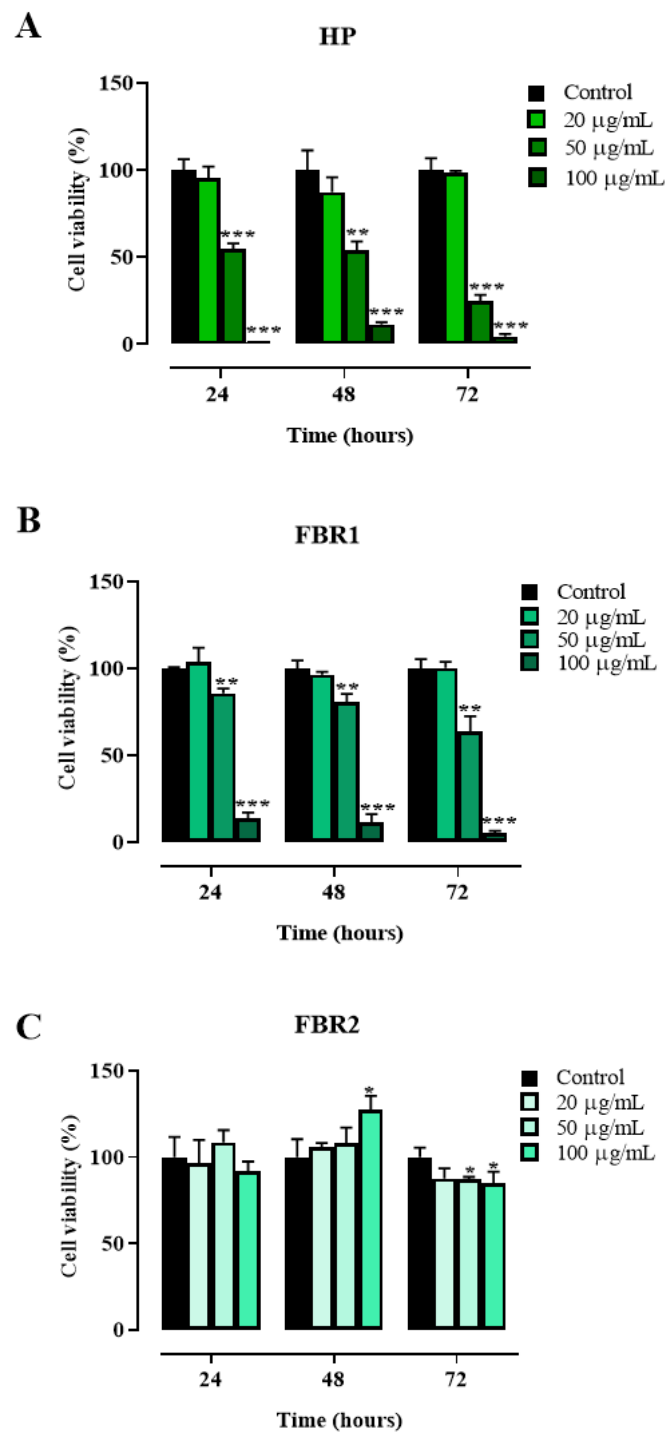 A
HP
150
100
50
0
Cell viability (%)
Control
20 µg/mL
50 µg/mL
100 µg/mL
***
***
**
***
***
***
24
48
72
Time (hours)
B
FBR1
150
100
50
0
Cell viability (%)
Control
20 µg/mL
50 µg/mL
100 µg/mL
**
***
**
***
**
***
24
48
72
Time (hours)
C
FBR2
150
100
50
0
Cell viability (%)
Control
20 µg/mL
50 µg/mL
100 µg/mL
*
*
*
24
48
72
Time (hours)